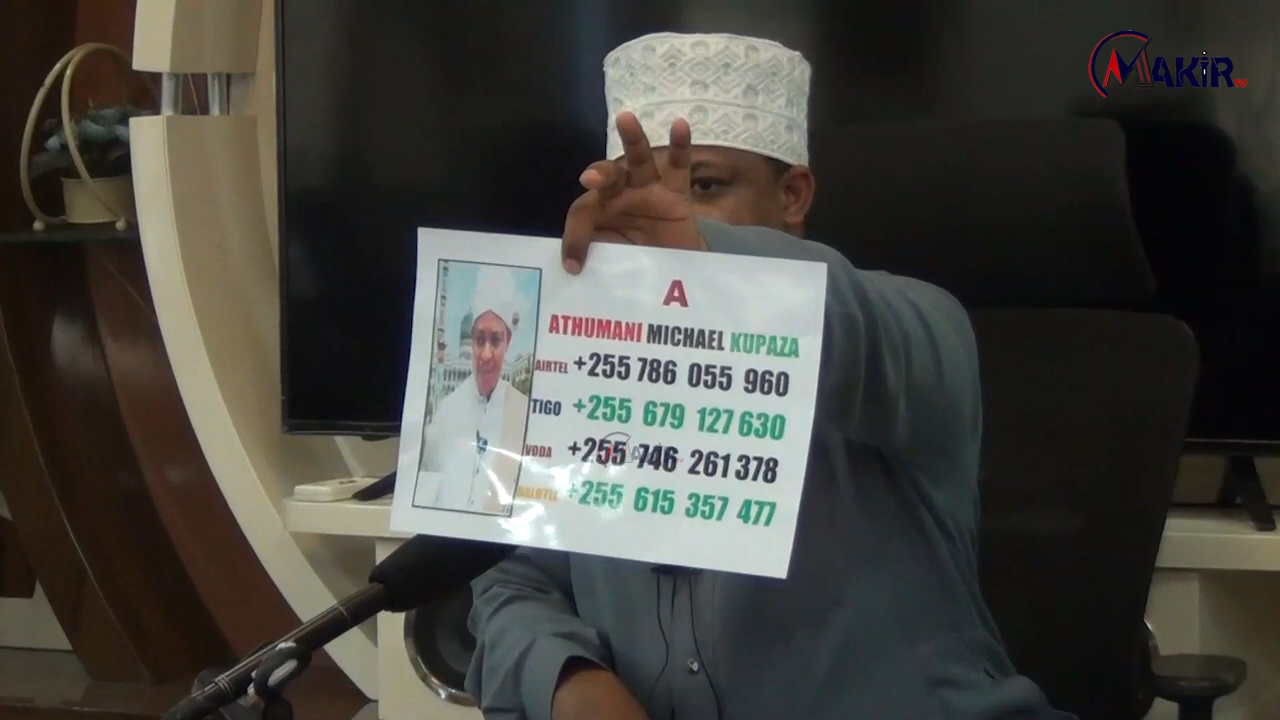 MAKIR TV
A
ATHUMANI MICHAEL KUPAZA
AIRTEL +255 786 055 960
TIGO +255 679 127 630
VODA +255 746 261 378
+255 615 357 477